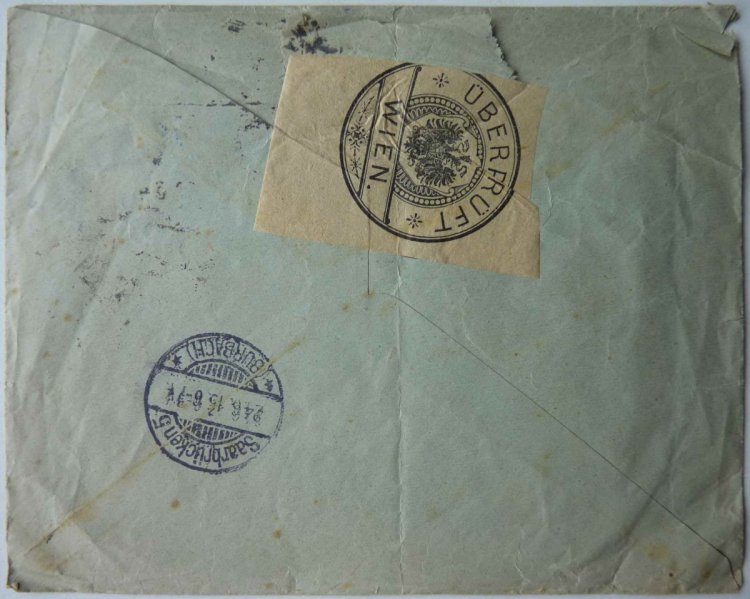 ÜBERPRÜFT
WIEN.
Saarbrücken 5
24.6.15. 6-7V
(BURBACH)